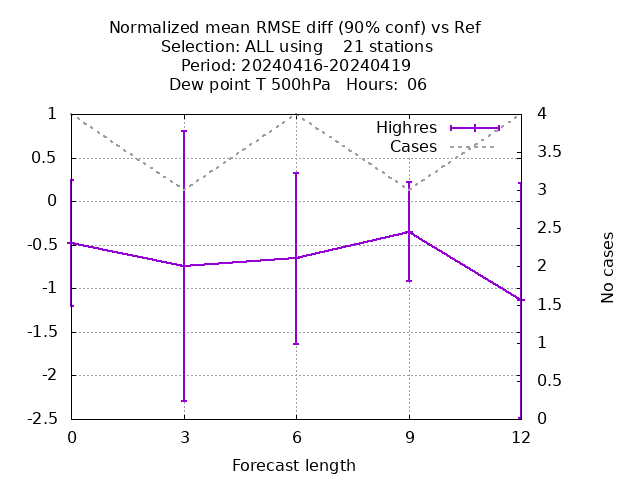 Normalized mean RMSE diff (90% conf) vs Ref
Selection: ALL using    21 stations
Period: 20240416-20240419
Dew point T 500hPa   Hours:  06
Highres
Cases
1
0.5
0
-0.5
-1
-1.5
-2
-2.5
4
3.5
3
2.5
2
1.5
1
0.5
0
No cases
0 3 6 9 12
Forecast length